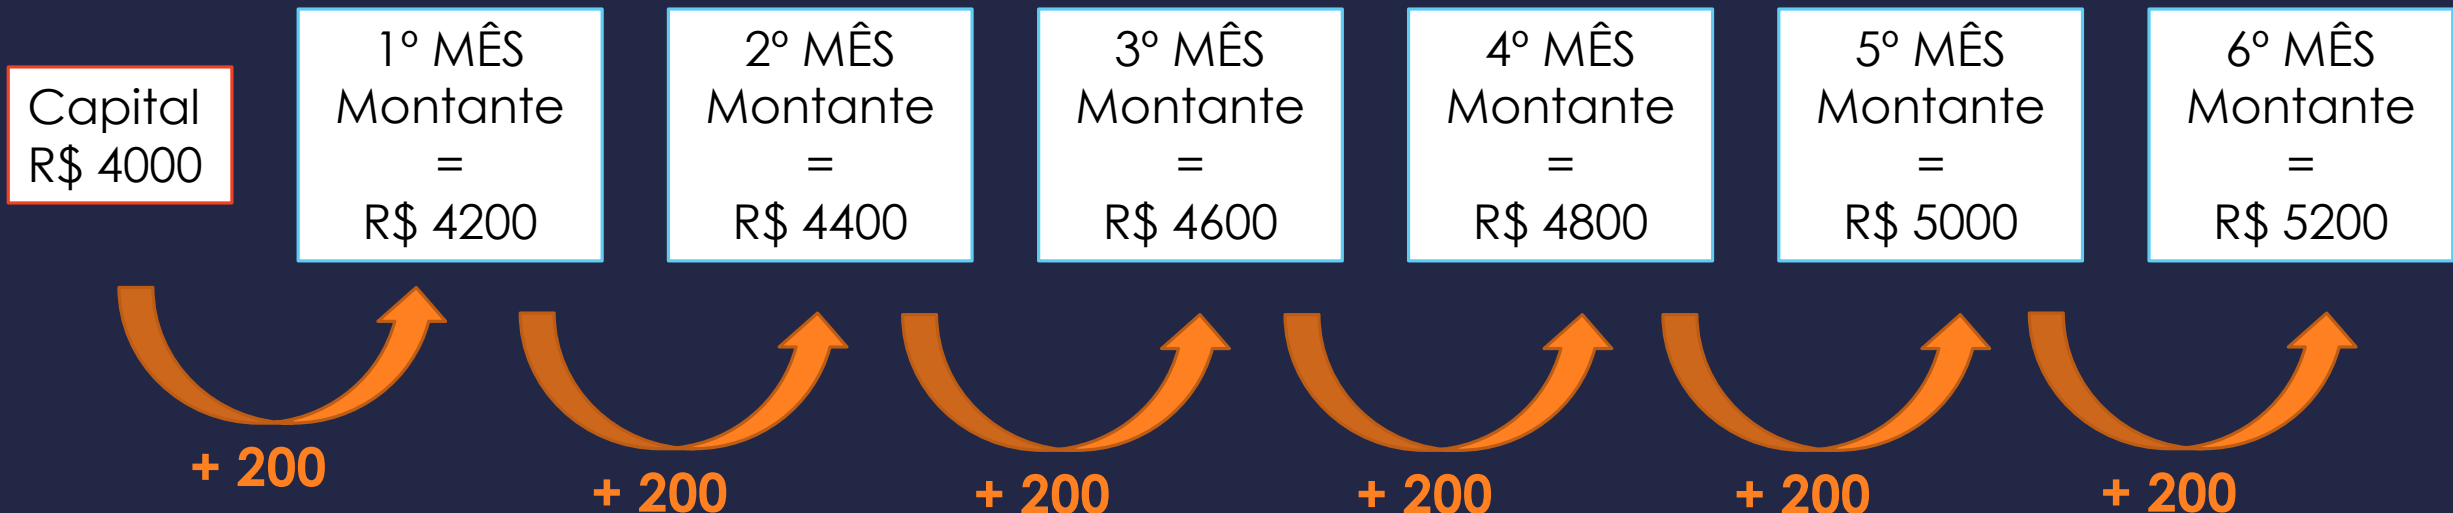 Capital
R$ 4000
1º MÊS
Montante
=
R$ 4200
2º MÊS
Montante
=
R$ 4400
3º MÊS
Montante
=
R$ 4600
4º MÊS
Montante
=
R$ 4800
5º MÊS
Montante
=
R$ 5000
6º MÊS
Montante
=
R$ 5200
+ 200
+ 200
+ 200
+ 200
+ 200
+ 200